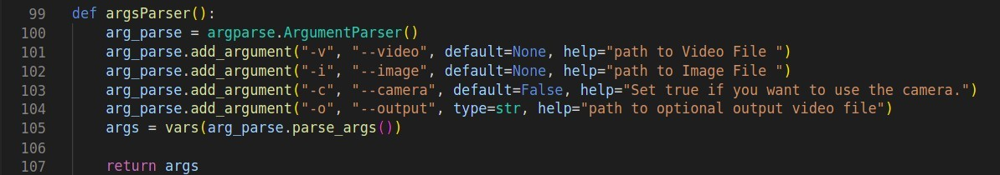 99 def argsParser():
100     arg_parse = argparse.ArgumentParser()
101     arg_parse.add_argument("-v", "--video", default=None, help="path to Video File ")
102     arg_parse.add_argument("-i", "--image", default=None, help="path to Image File ")
103     arg_parse.add_argument("-c", "--camera", default=False, help="Set true if you want to use the camera.")
104     arg_parse.add_argument("-o", "--output", type=str, help="path to optional output video file")
105     args = vars(arg_parse.parse_args())
106
107     return args